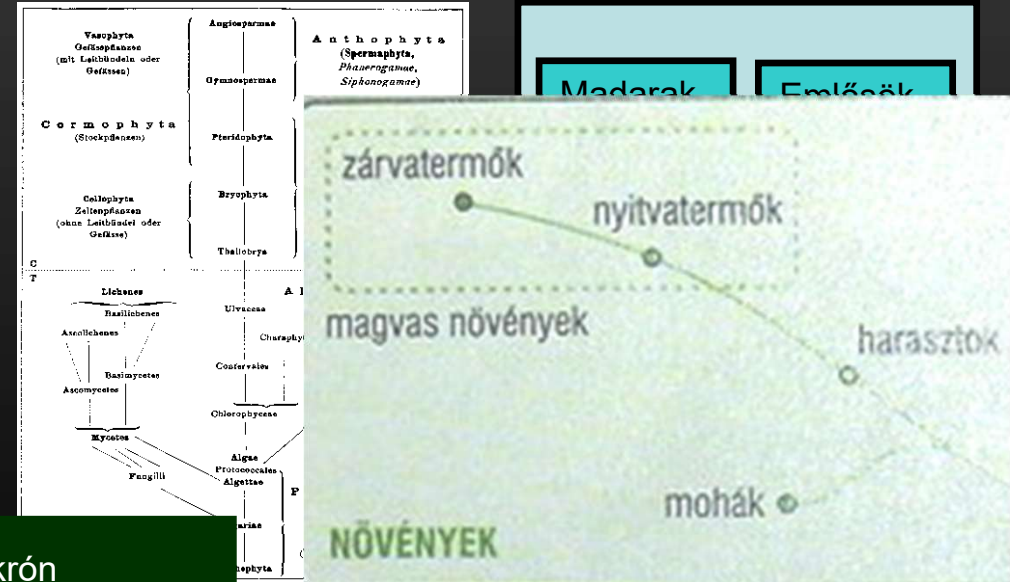 Vasophyta
Gefässpflanzen
(mit Leitbündeln oder
Gefässen)
Cormophyta
(Stockpflanzen)
Cellophyta
Zellenpflanzen
(ohne Leitbündel oder
Gefässe)
Angiospermae
Gymnospermae
Pteridophyta
Bryophyta
Thallobrya
Anthophyta
(Spermaphyta,
Phanerogamae,
Siphonogamae)
C
T
Lichenes
Basilichenes
Ascolichenes
Basimycetes
Ascomycetes
Mycetes
Fungilli
Ulvaceae
Confervales
Chlorophyceae
Algae
Protococcales
Algettae
P
Madarak
Emlősök
zárvatermők
nyitvatermők
magvas növények
harasztok
mohák
NÖVÉNYEK
krón